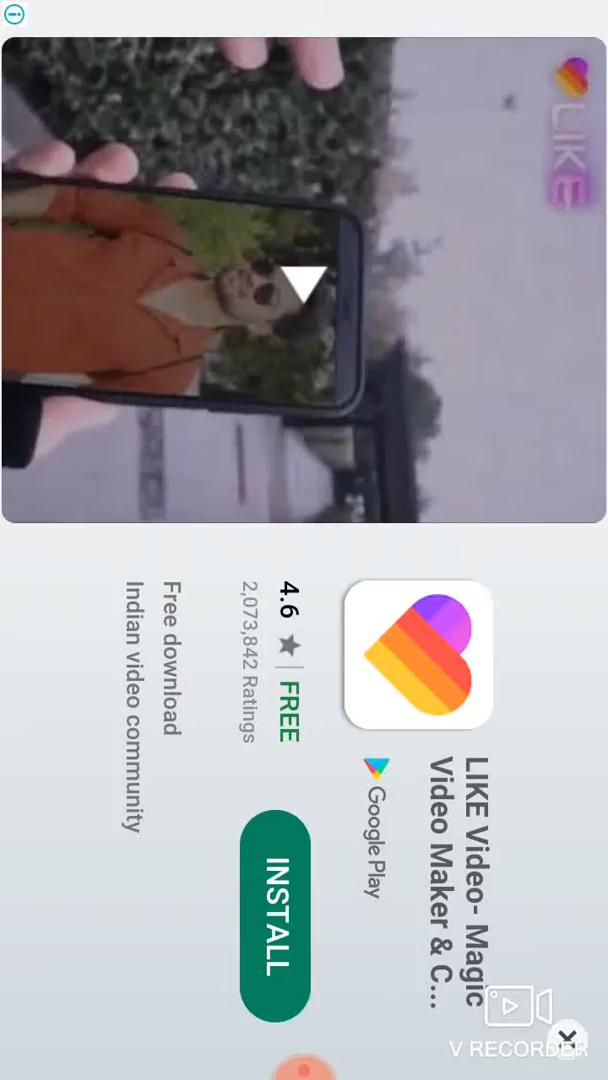 LIKE
LIKE Video- Magic
Video Maker & C...
Google Play
4.6 ★ | FREE
2,073,842 Ratings
INSTALL
Free download
Indian video community
V RECORDER